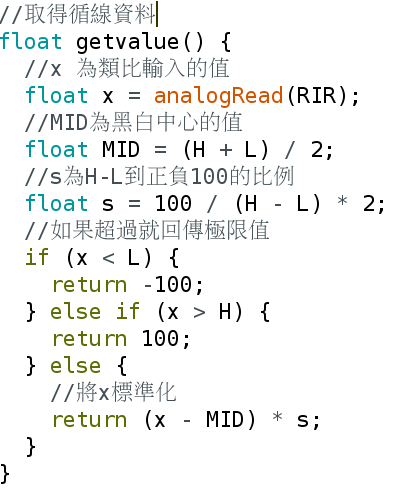 //取得循線資料
float getvalue() {
  //x 為類比輸入的值
  float x = analogRead(RIR);
  //MID為黑白中心的值
  float MID = (H + L) / 2;
  //s為H-L到正負100的比例
  float s = 100 / (H - L) * 2;
  //如果超過就回傳極限值
  if (x < L) {
    return -100;
  } else if (x > H) {
    return 100;
  } else {
    //將x標準化
    return (x - MID) * s;
  }
}